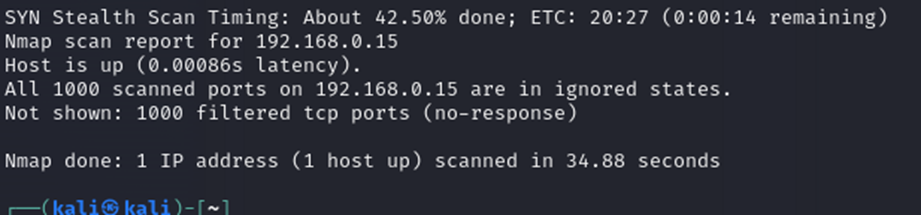 SYN Stealth Scan Timing: About 42.50% done; ETC: 20:27 (0:00:14 remaining)
Nmap scan report for 192.168.0.15
Host is up (0.00086s latency).
All 1000 scanned ports on 192.168.0.15 are in ignored states.
Not shown: 1000 filtered tcp ports (no-response)
Nmap done: 1 IP address (1 host up) scanned in 34.88 seconds
┌──(kali㉿kali)-[~]